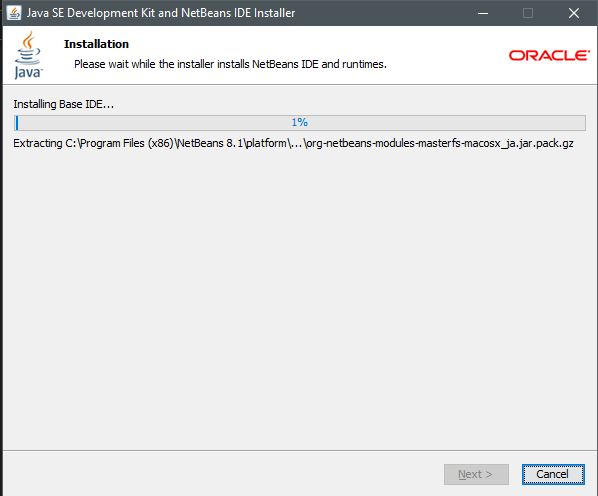 Java SE Development Kit and NetBeans IDE Installer
Installation
Please wait while the installer installs NetBeans IDE and runtimes.
Java
ORACLE
Installing Base IDE...
1%
Extracting C:\Program Files (x86)\NetBeans 8.1\platform\...\org-netbeans-modules-masterfs-macosx_ja.jar.pack.gz
Next >
Cancel